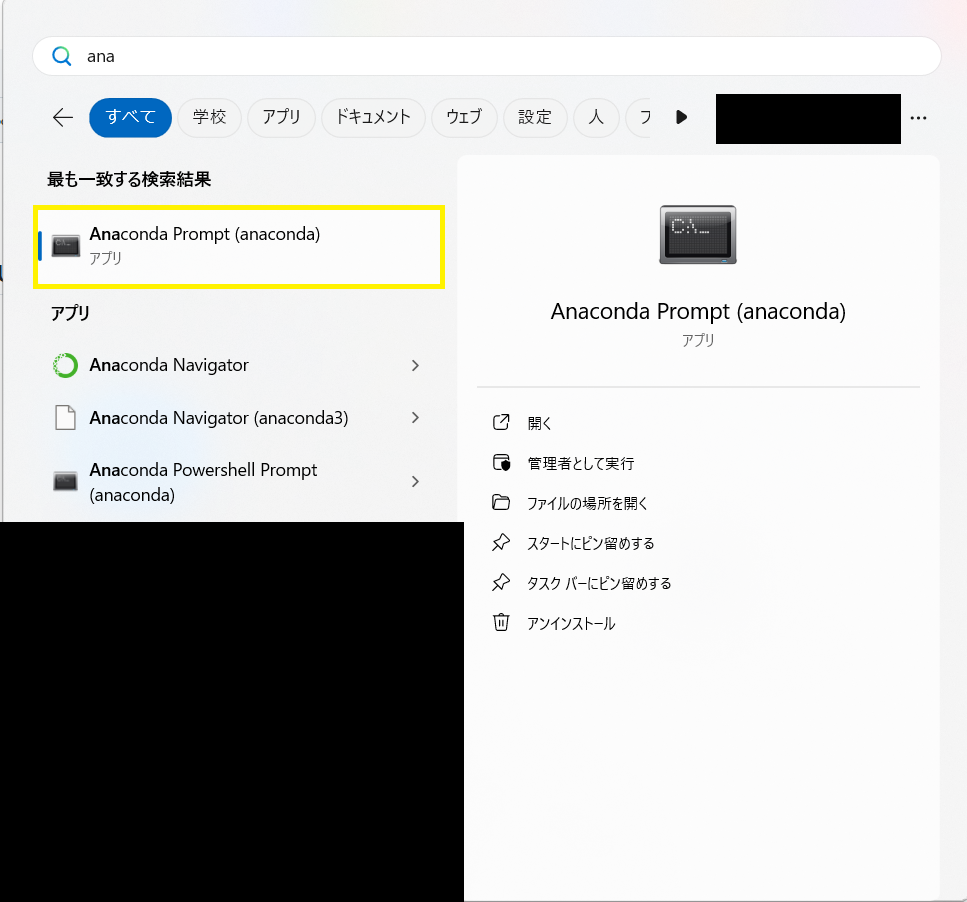 ana
すべて
学校
アプリ
ドキュメント
ウェブ
設定
人
最も一致する検索結果
Anaconda Prompt (anaconda)
アプリ
アプリ
Anaconda Navigator
Anaconda Navigator (anaconda3)
Anaconda Powershell Prompt
(anaconda)
C:\_
Anaconda Prompt (anaconda)
アプリ
開く
管理者として実行
ファイルの場所を開く
スタートにピン留めする
タスク バーにピン留めする
アンインストール